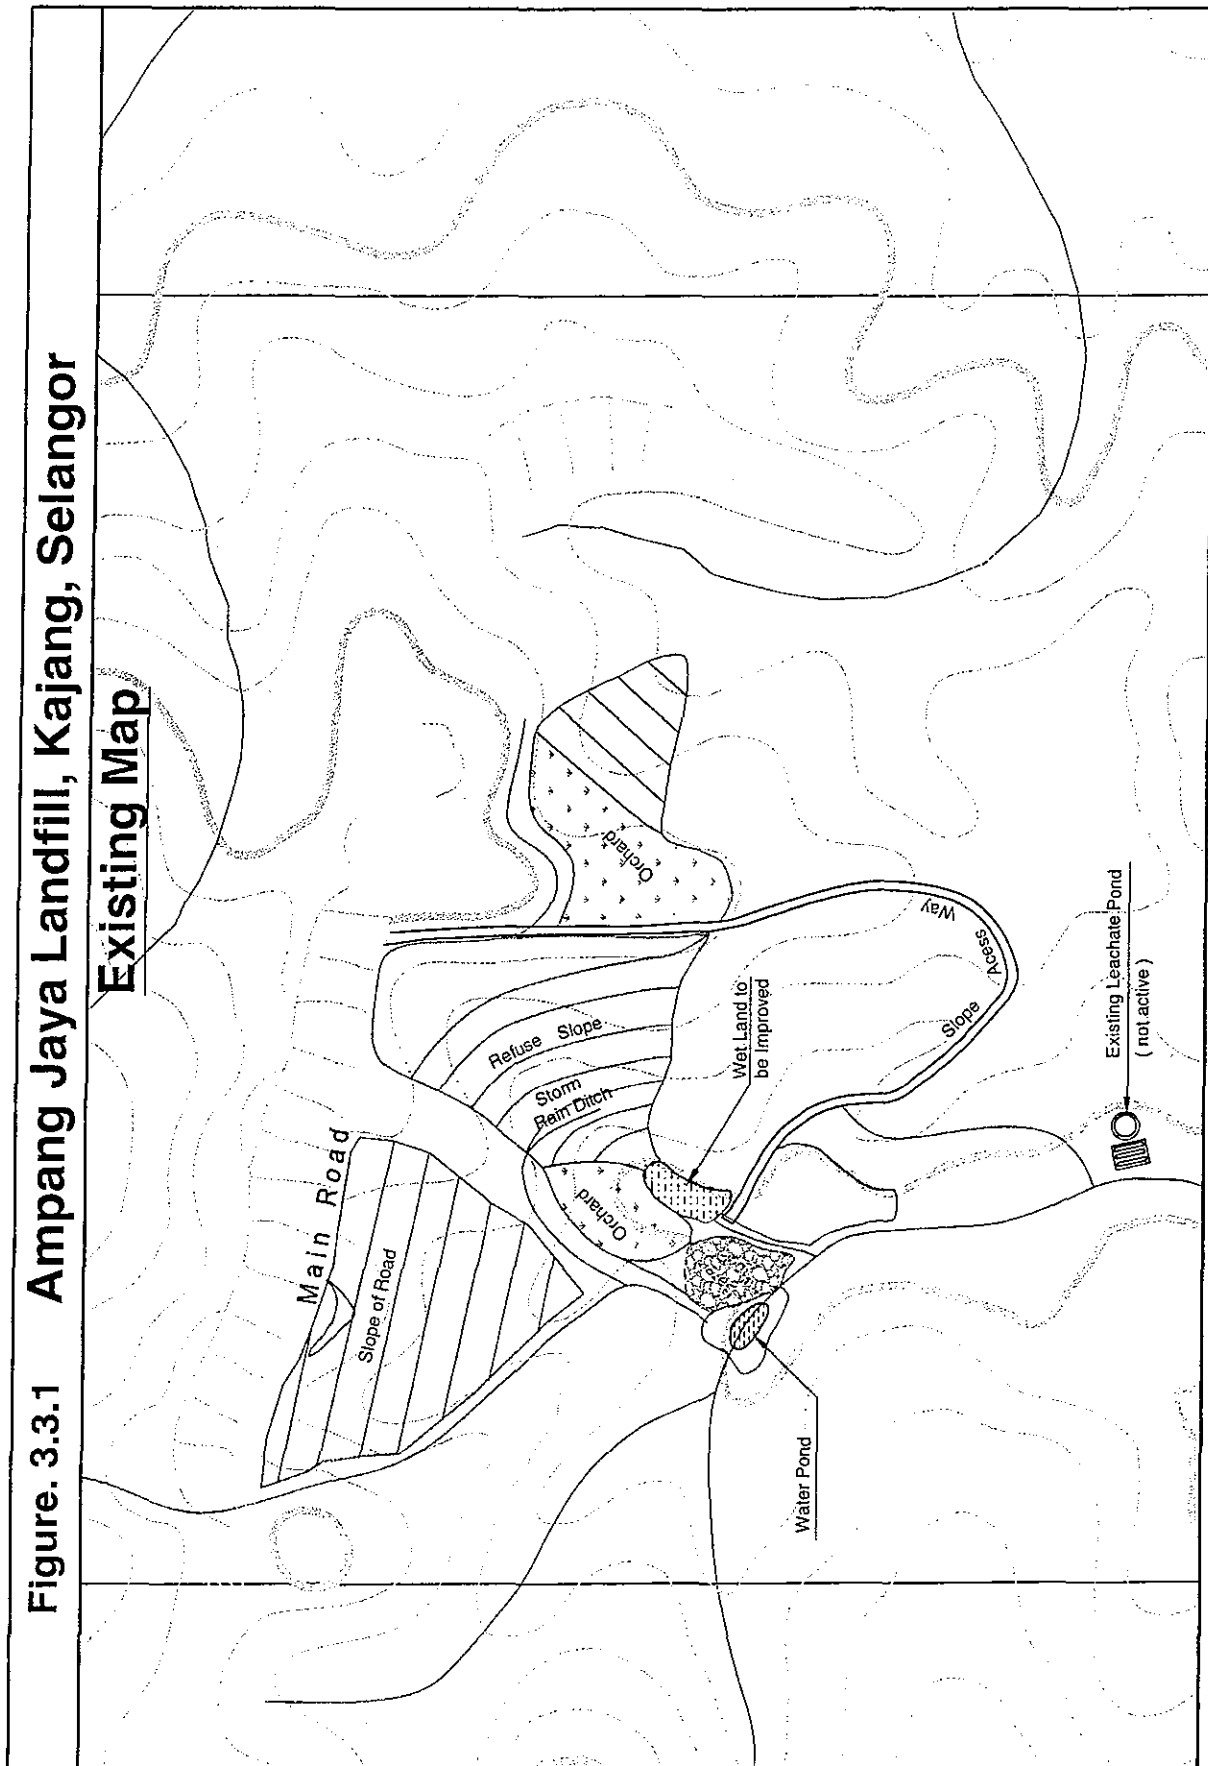 Figure. 3.3.1 Ampang Jaya Landfill, Kajang, Selangor
Existing Map
Main Road
Slope of Road
Refuse Slope
Storm
Rain Ditch
Orchard
Orchard
Wet Land to
be Improved
Water Pond
Slope Acess Way
Existing Leachate Pond
( not active )